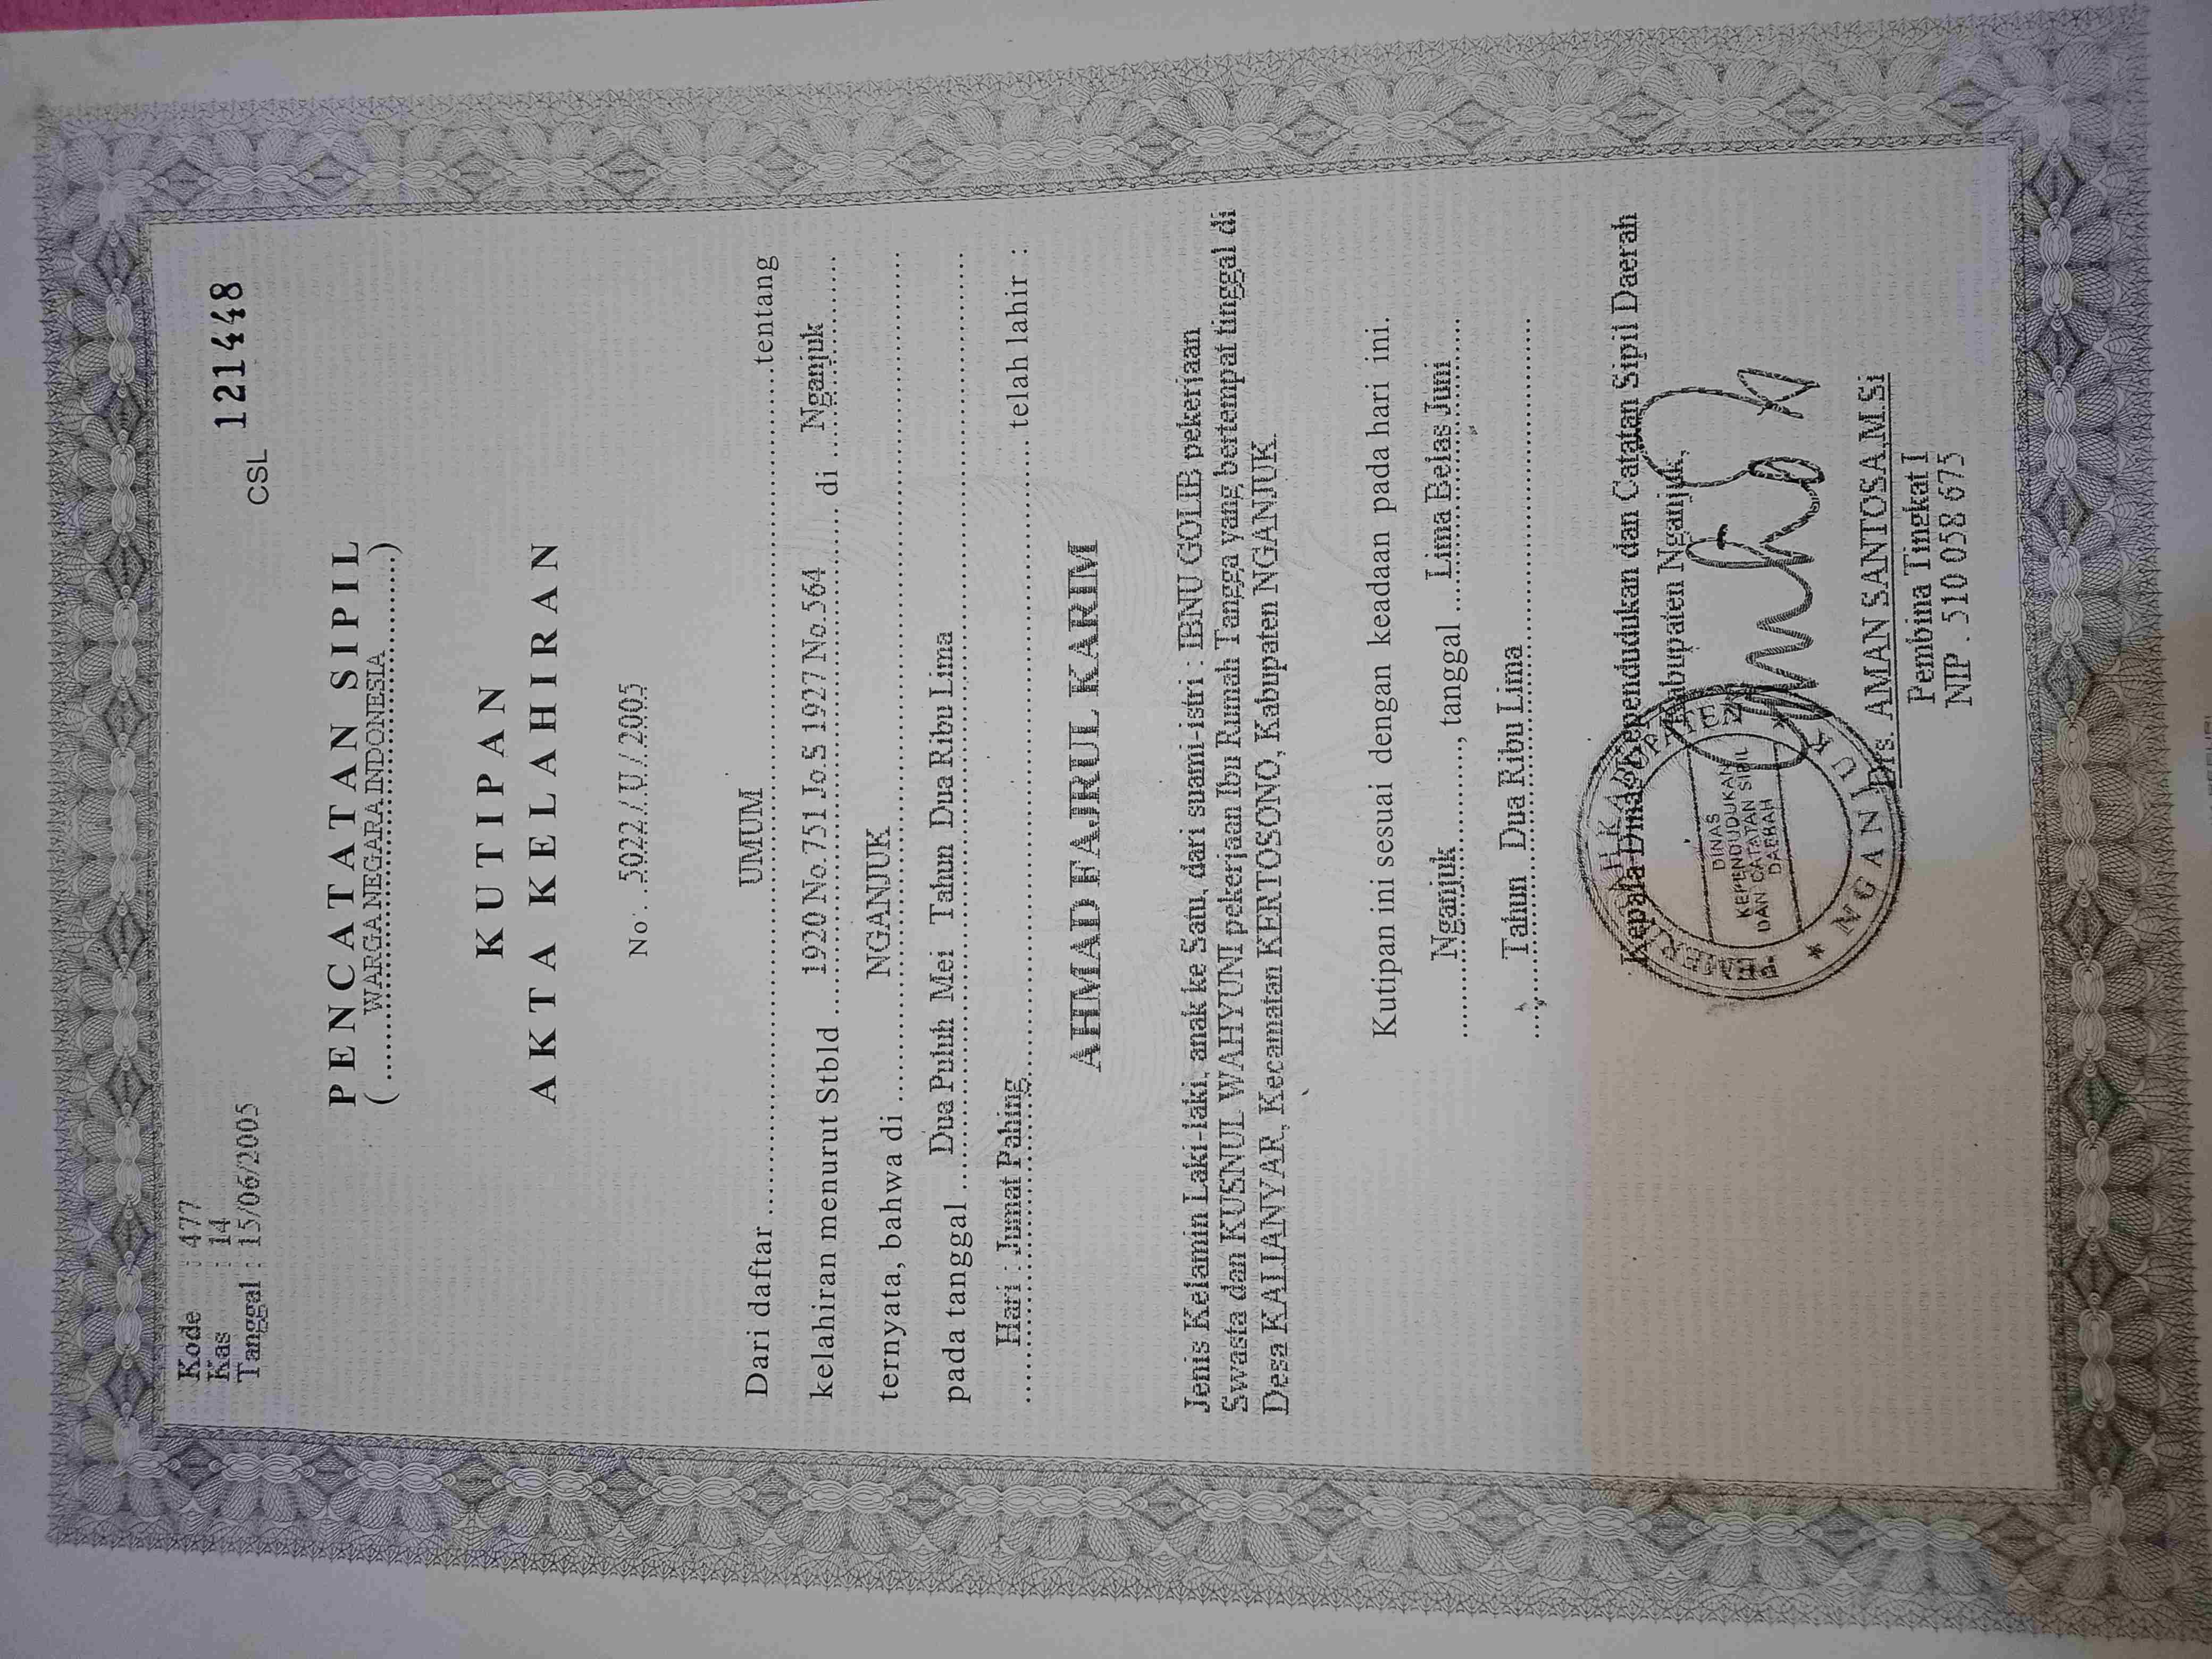 Kode : 477
Kas : 14
Tanggal : 15/06/2005
CSL 121448
PENCATATAN SIPIL
( WARGA NEGARA INDONESIA )
KUTIPAN
AKTA KELAHIRAN
No. 5022 / U / 2005
Dari daftar UMUM tentang
kelahiran menurut Stbld 1920 No.751 Jo.S 1927 No.564 di Nganjuk
ternyata, bahwa di NGANJUK
pada tanggal Dua Puluh Mei Tahun Dua Ribu Lima
Hari : Jumat Pahing telah lahir :
AHMAD FAJRUL KARIM
Jenis Kelamin Laki-laki, anak ke Satu, dari suami-istri : IBNU GOLIB pekerjaan
Swasta dan KUSNUL WAHYUNI pekerjaan Ibu Rumah Tangga yang bertempat tinggal di
Desa KALIANYAR, Kecamatan KERTOSONO, Kabupaten NGANJUK.
Kutipan ini sesuai dengan keadaan pada hari ini.
Nganjuk, tanggal Lima Belas Juni
Tahun Dua Ribu Lima
Kepala Dinas Kependudukan dan Catatan Sipil Daerah
Kabupaten Nganjuk,
PEMERINTAH KABUPATEN
DINAS
KEPENDUDUKAN
DAN CATATAN SIPIL
DAERAH
NGANJUK
Drs. AMAN SANTOSA,M.Si
Pembina Tingkat I
NIP . 510 058 675